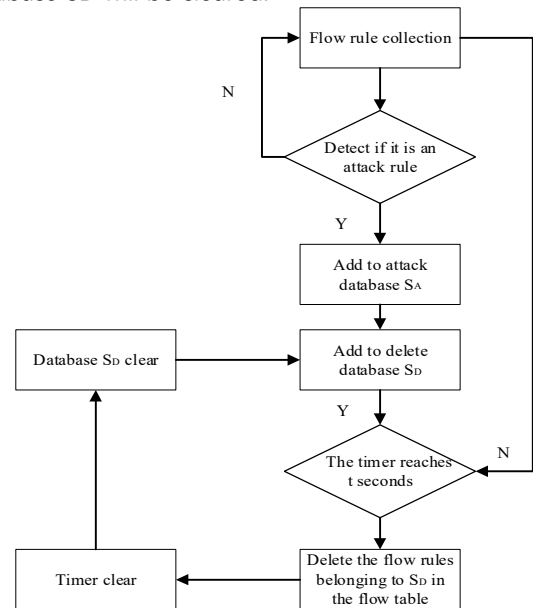 Flow rule collection
N
Detect if it is an
attack rule
Y
Add to attack
database SA
Database SD clear
Add to delete
database SD
Y
The timer reaches
t seconds
N
Timer clear
Delete the flow rules
belonging to SD in
the flow table